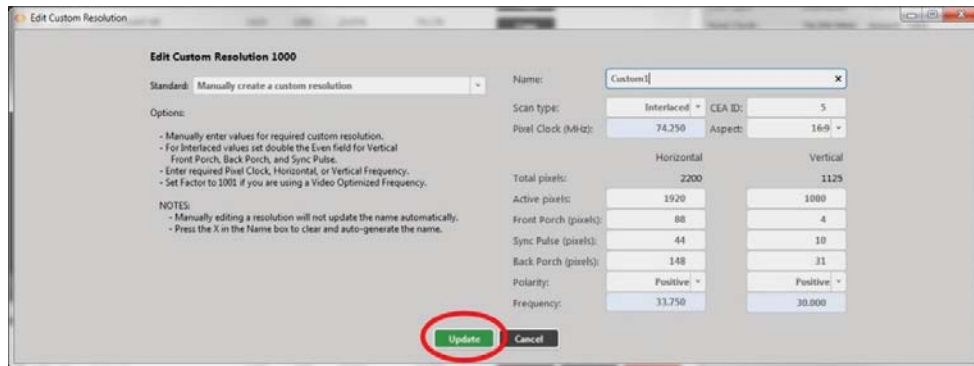 Edit Custom Resolution
Edit Custom Resolution 1000
Standard: Manually create a custom resolution
Options:
- Manually enter values for required custom resolution.
- For Interlaced values set double the Even field for Vertical
Front Porch, Back Porch, and Sync Pulse.
- Enter required Pixel Clock, Horizontal, or Vertical Frequency.
- Set Factor to 1001 if you are using a Video Optimized Frequency.
NOTES:
- Manually editing a resolution will not update the name automatically.
- Press the X in the Name box to clear and auto-generate the name.
Name: Custom1
Scan type: Interlaced CEA ID: 5
Pixel Clock (MHz): 74.250 Aspect: 16:9
Horizontal Vertical
Total pixels: 2200 1125
Active pixels: 1920 1080
Front Porch (pixels): 88 4
Sync Pulse (pixels): 44 10
Back Porch (pixels): 148 31
Polarity: Positive Positive
Frequency: 33.750 30.000
Update Cancel